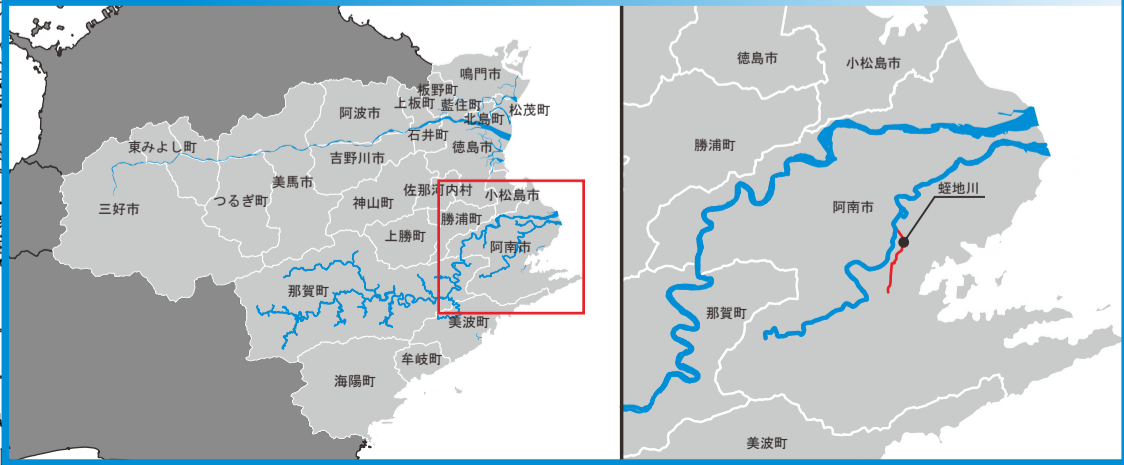 鳴門市
板野町
上板町
藍住町
松茂町
阿波市
北島町
石井町
徳島市
東みよし町
吉野川市
美馬市
佐那河内村
小松島市
つるぎ町
神山町
三好市
勝浦町
上勝町
阿南市
那賀町
美波町
牟岐町
海陽町
徳島市
小松島市
勝浦町
蛭地川
阿南市
那賀町
美波町